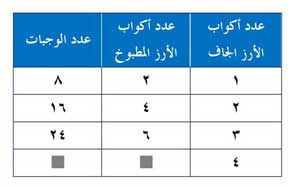 عدد أكواب الأرز الجاف	عدد أكواب الأرز المطبوخ	عدد الوجبات
١	٢	٨
٢	٤	١٦
٣	٦	٢٤
٤	■	■